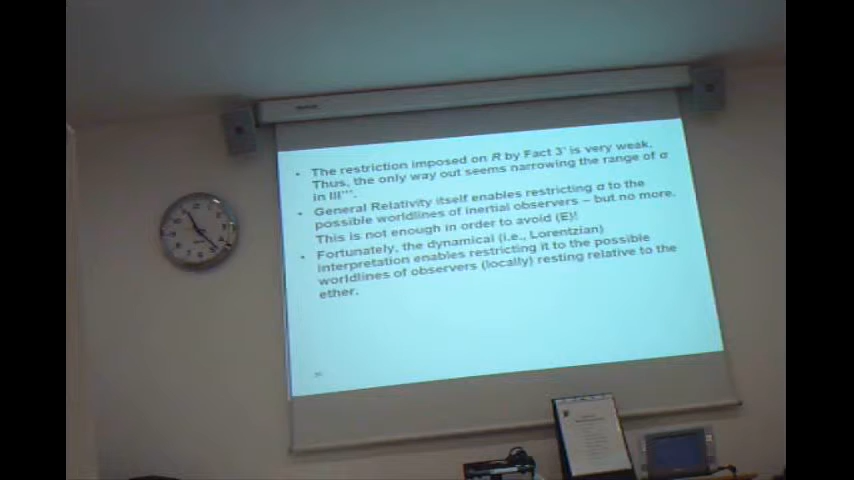 • The restriction imposed on R by Fact 3' is very weak.
Thus, the only way out seems narrowing the range of α
in III''''.
• General Relativity itself enables restricting α to the
possible worldlines of inertial observers – but no more.
This is not enough in order to avoid (E)!
• Fortunately, the dynamical (i.e., Lorentzian)
interpretation enables restricting it to the possible
worldlines of observers (locally) resting relative to the
ether.